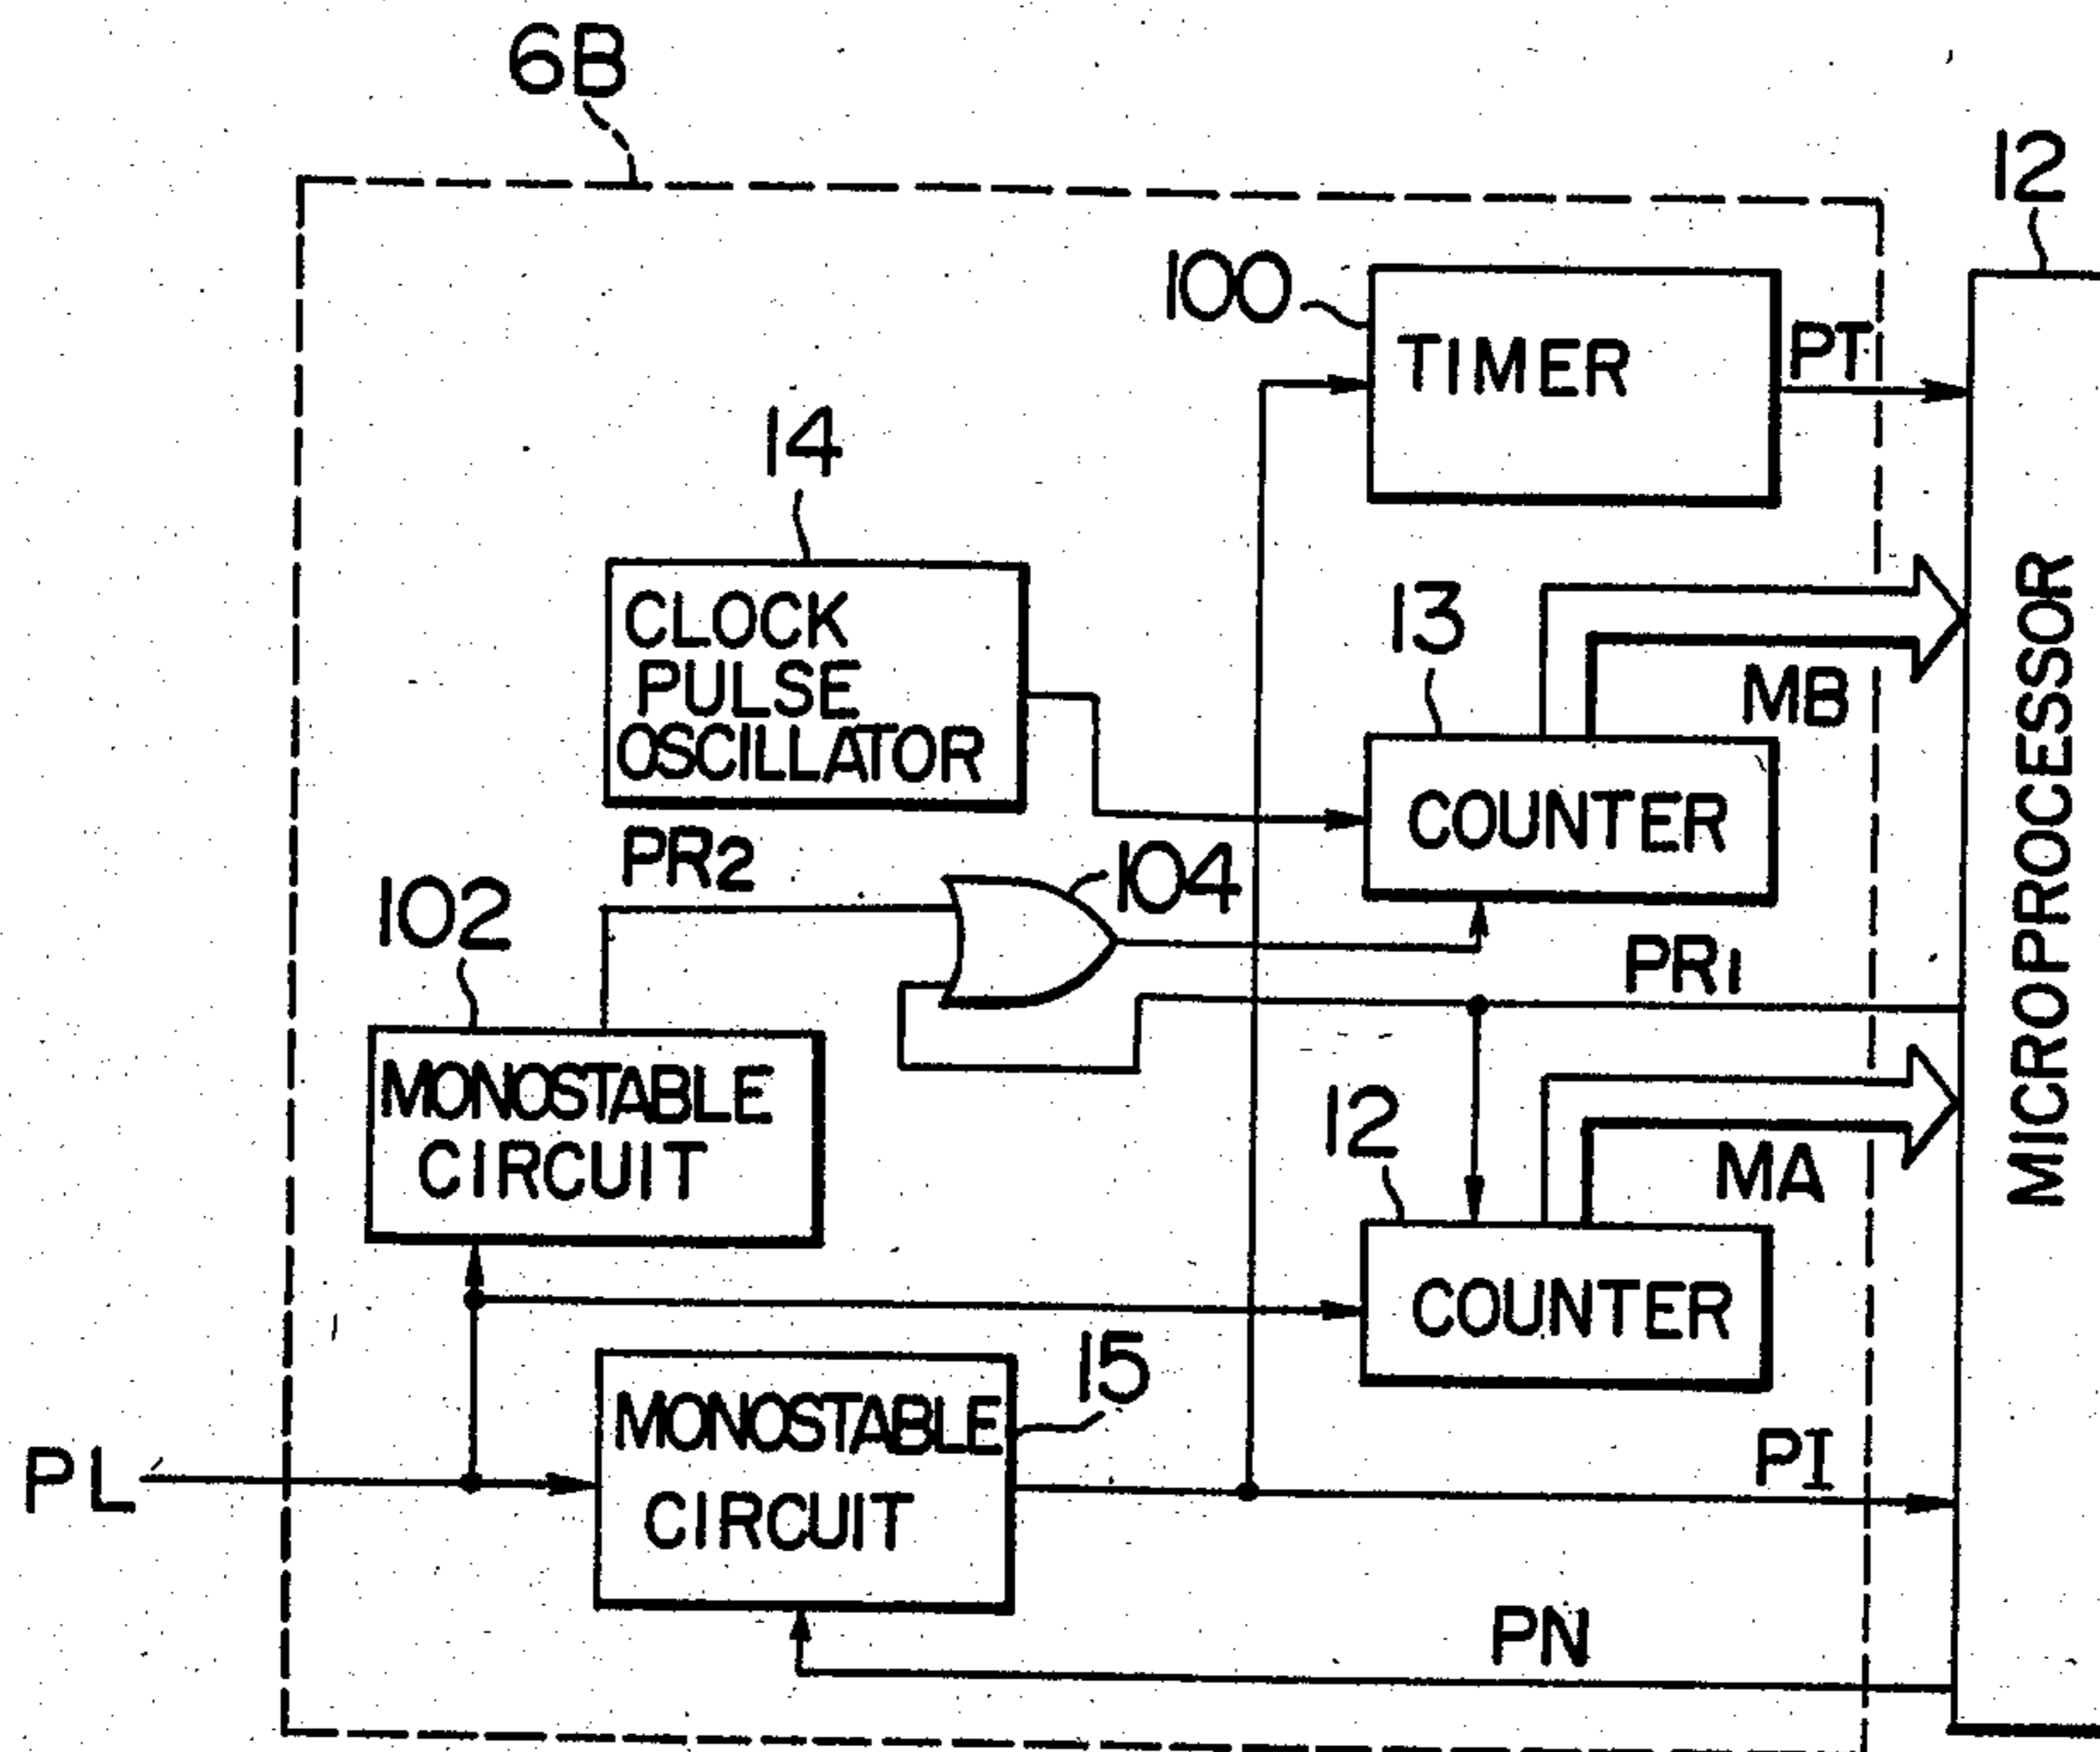 6B
12
100
TIMER
PT
14
CLOCK
PULSE
OSCILLATOR
13
MB
COUNTER
MICROPROCESSOR
PR2
104
102
PR1
MONOSTABLE
CIRCUIT
12
MA
COUNTER
15
MONOSTABLE
CIRCUIT
PL
PI
PN